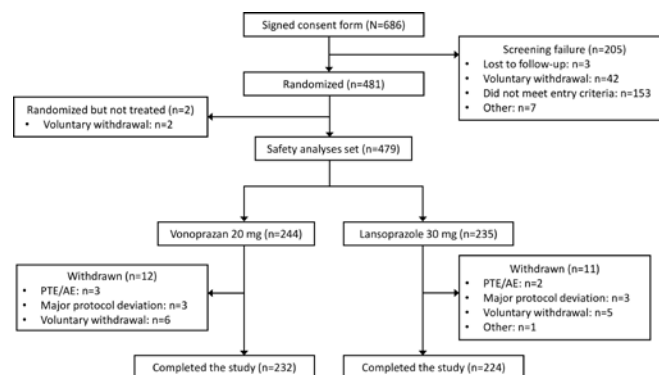 Signed consent form (N=686)
Screening failure (n=205)
• Lost to follow-up: n=3
• Voluntary withdrawal: n=42
• Did not meet entry criteria: n=153
• Other: n=7
Randomized (n=481)
Randomized but not treated (n=2)
• Voluntary withdrawal: n=2
Safety analyses set (n=479)
Vonoprazan 20 mg (n=244)
Lansoprazole 30 mg (n=235)
Withdrawn (n=12)
• PTE/AE: n=3
• Major protocol deviation: n=3
• Voluntary withdrawal: n=6
Withdrawn (n=11)
• PTE/AE: n=2
• Major protocol deviation: n=3
• Voluntary withdrawal: n=5
• Other: n=1
Completed the study (n=232)
Completed the study (n=224)